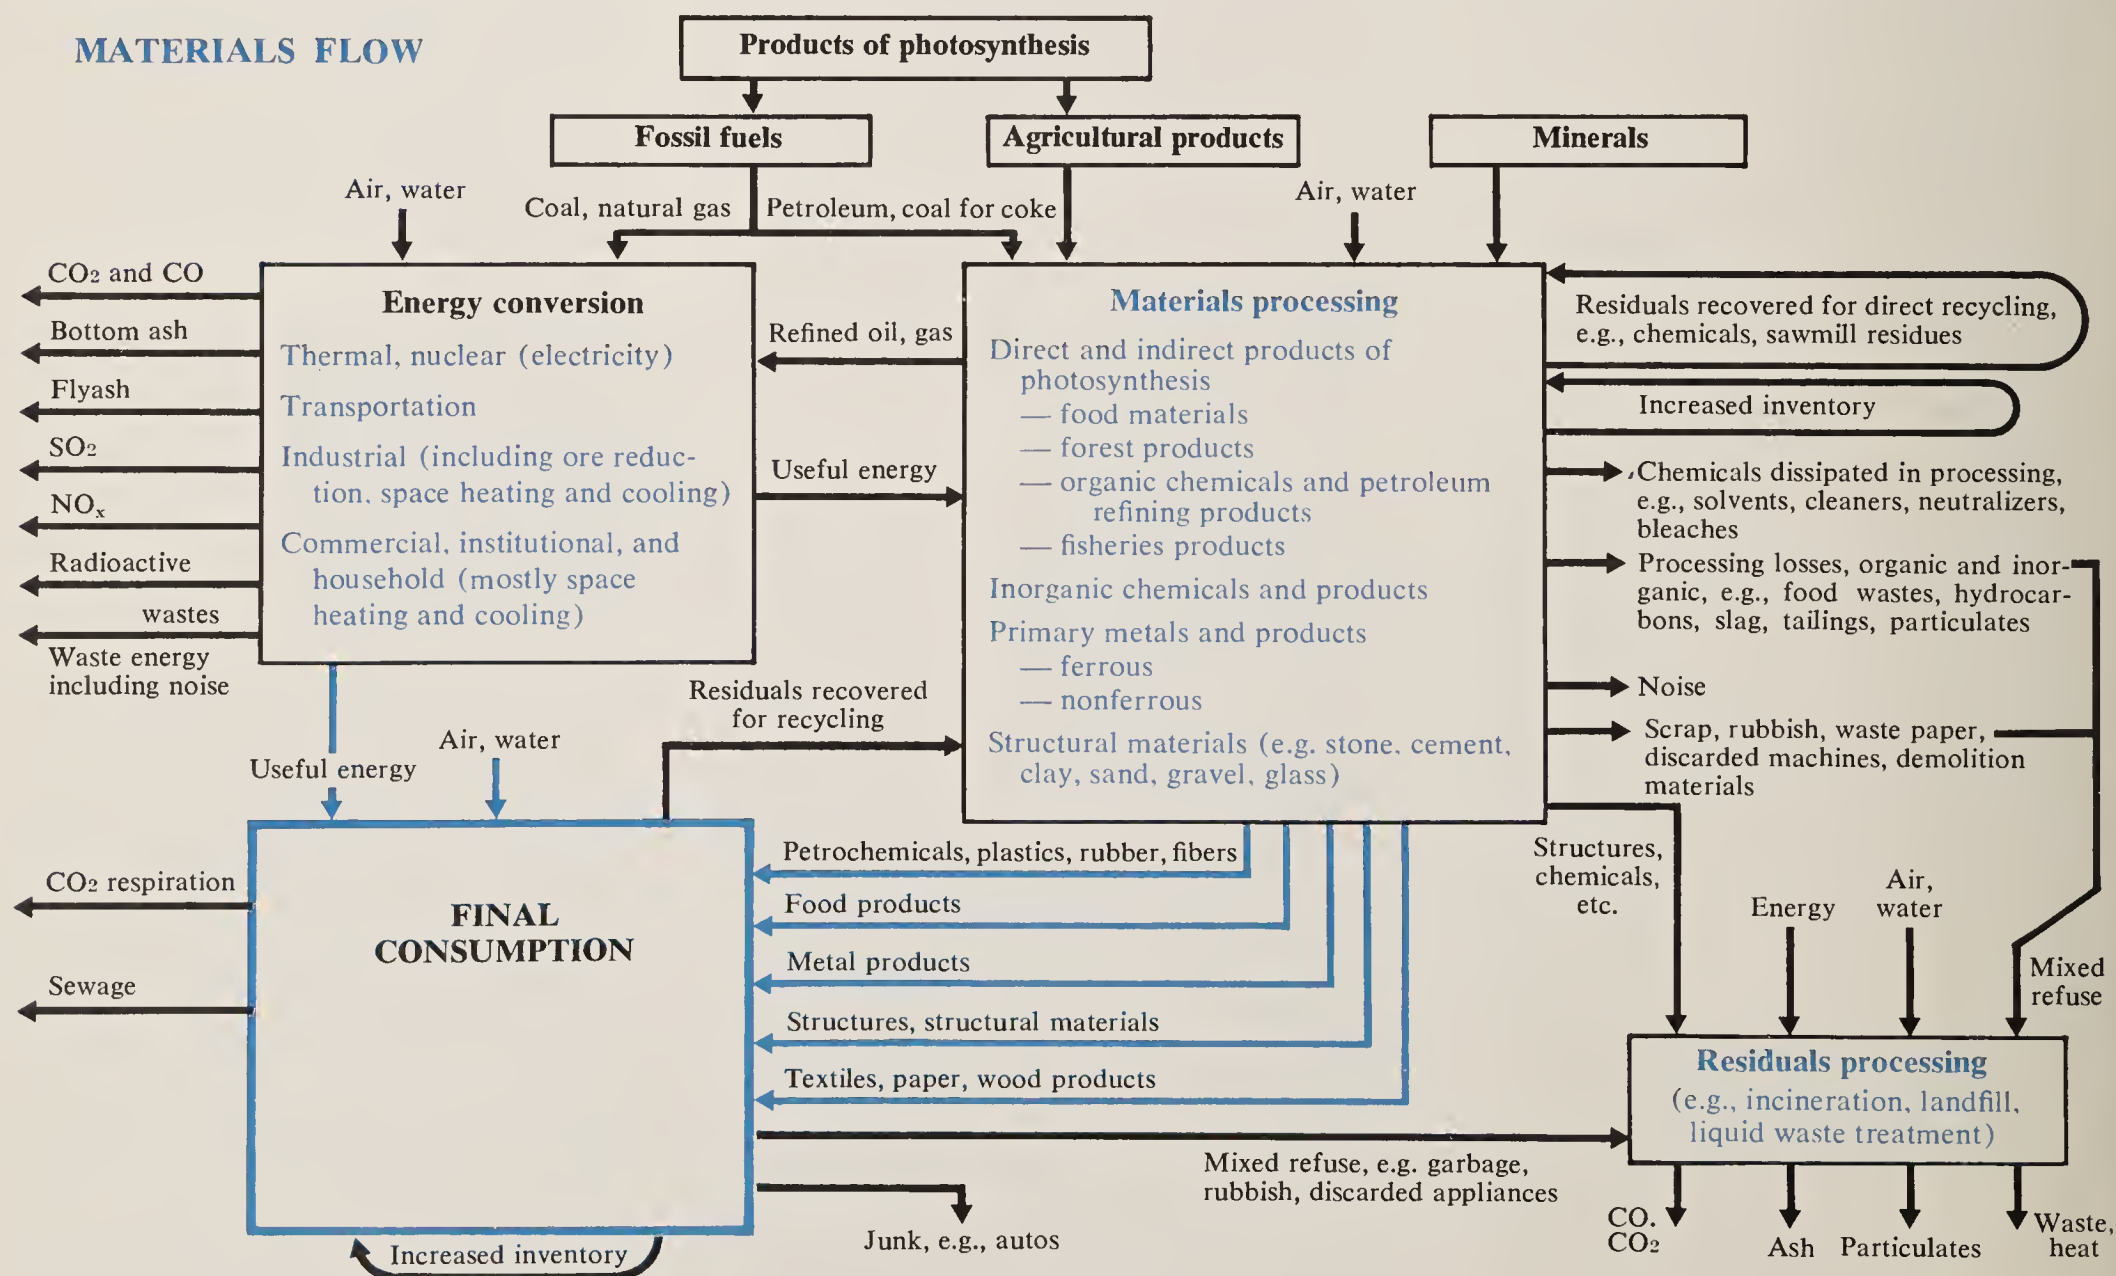 MATERIALS FLOW
Products of photosynthesis
Fossil fuels
Agricultural products
Minerals
Air, water
Coal, natural gas
Petroleum, coal for coke
Air, water
CO2 and CO
Bottom ash
Flyash
SO2
NOx
Radioactive
wastes
Waste energy
including noise
Energy conversion
Thermal, nuclear (electricity)
Transportation
Industrial (including ore reduc-
tion, space heating and cooling)
Commercial, institutional, and
household (mostly space
heating and cooling)
Refined oil, gas
Useful energy
Materials processing
Direct and indirect products of
photosynthesis
— food materials
— forest products
— organic chemicals and petroleum
refining products
— fisheries products
Inorganic chemicals and products
Primary metals and products
— ferrous
— nonferrous
Structural materials (e.g. stone, cement,
clay, sand, gravel, glass)
Residuals recovered for direct recycling,
e.g., chemicals, sawmill residues
Increased inventory
Chemicals dissipated in processing,
e.g., solvents, cleaners, neutralizers,
bleaches
Processing losses, organic and inor-
ganic, e.g., food wastes, hydrocar-
bons, slag, tailings, particulates
Noise
Scrap, rubbish, waste paper,
discarded machines, demolition
materials
Residuals recovered
for recycling
Useful energy
Air, water
CO2 respiration
Sewage
FINAL
CONSUMPTION
Petrochemicals, plastics, rubber, fibers
Food products
Metal products
Structures, structural materials
Textiles, paper, wood products
Structures,
chemicals,
etc.
Energy
Air,
water
Mixed
refuse
Residuals processing
(e.g., incineration, landfill,
liquid waste treatment)
Mixed refuse, e.g. garbage,
rubbish, discarded appliances
Junk, e.g., autos
Increased inventory
CO.
CO2
Ash
Particulates
Waste,
heat